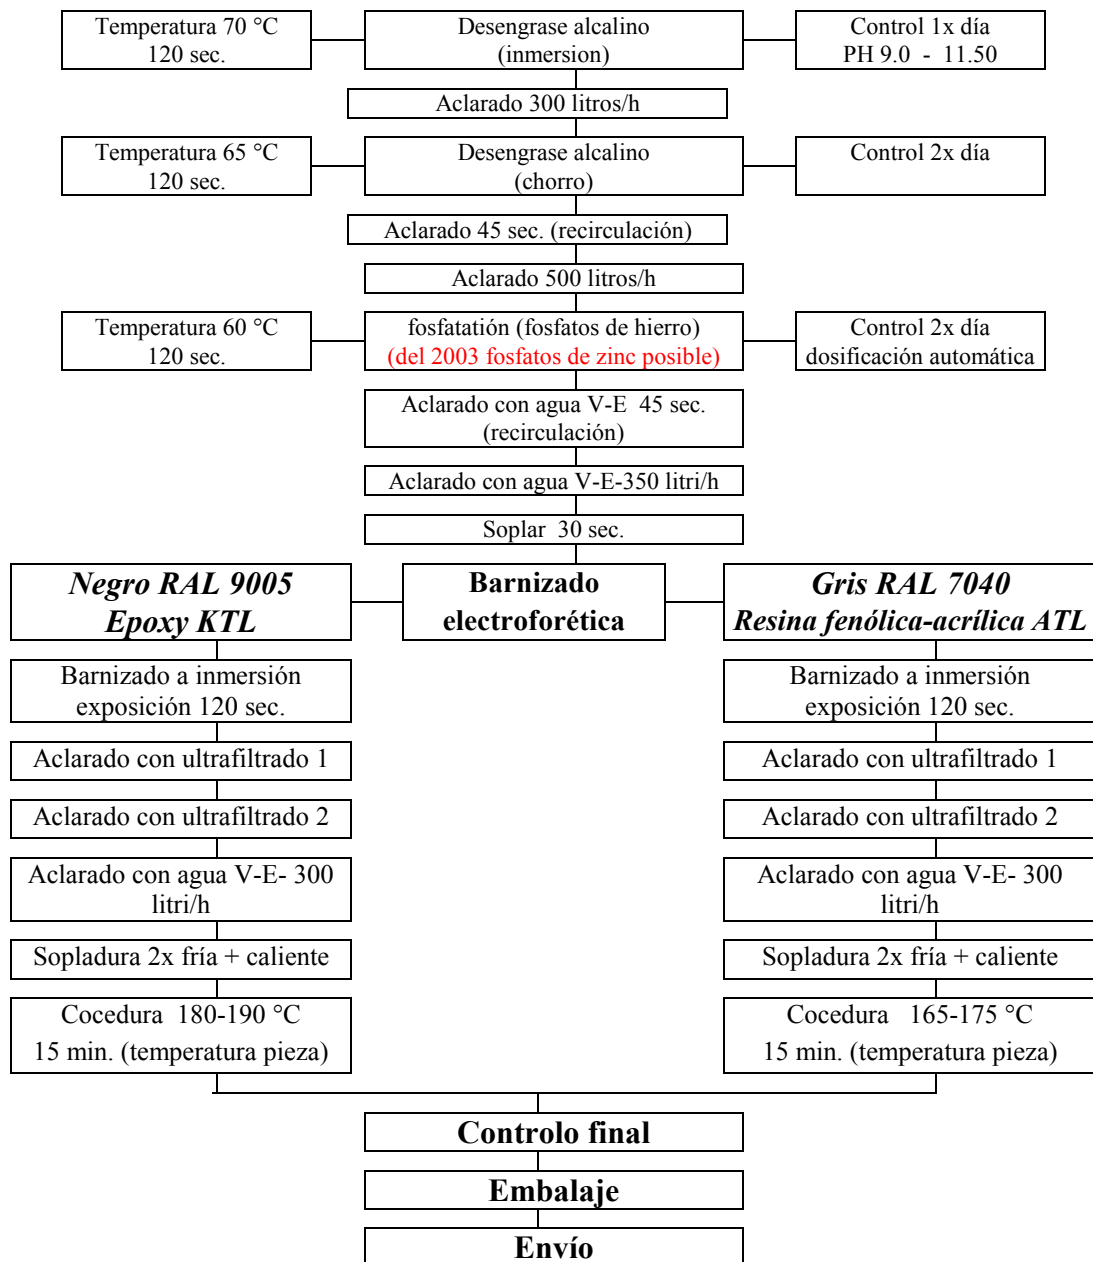 Temperatura 70 °C
120 sec.
Desengrase alcalino
(inmersion)
Control 1x día
PH 9.0 - 11.50
Aclarado 300 litros/h
Temperatura 65 °C
120 sec.
Desengrase alcalino
(chorro)
Control 2x día
Aclarado 45 sec. (recirculación)
Aclarado 500 litros/h
Temperatura 60 °C
120 sec.
fosfatatión (fosfatos de hierro)
(del 2003 fosfatos de zinc posible)
Control 2x día
dosificación automática
Aclarado con agua V-E 45 sec.
(recirculación)
Aclarado con agua V-E-350 litri/h
Soplar 30 sec.
Negro RAL 9005
Epoxy KTL
Barnizado
electroforética
Gris RAL 7040
Resina fenólica-acrílica ATL
Barnizado a inmersión
exposición 120 sec.
Aclarado con ultrafiltrado 1
Aclarado con ultrafiltrado 2
Aclarado con agua V-E- 300
litri/h
Sopladura 2x fría + caliente
Cocedura 180-190 °C
15 min. (temperatura pieza)
Barnizado a inmersión
exposición 120 sec.
Aclarado con ultrafiltrado 1
Aclarado con ultrafiltrado 2
Aclarado con agua V-E- 300
litri/h
Sopladura 2x fría + caliente
Cocedura 165-175 °C
15 min. (temperatura pieza)
Controlo final
Embalaje
Envío